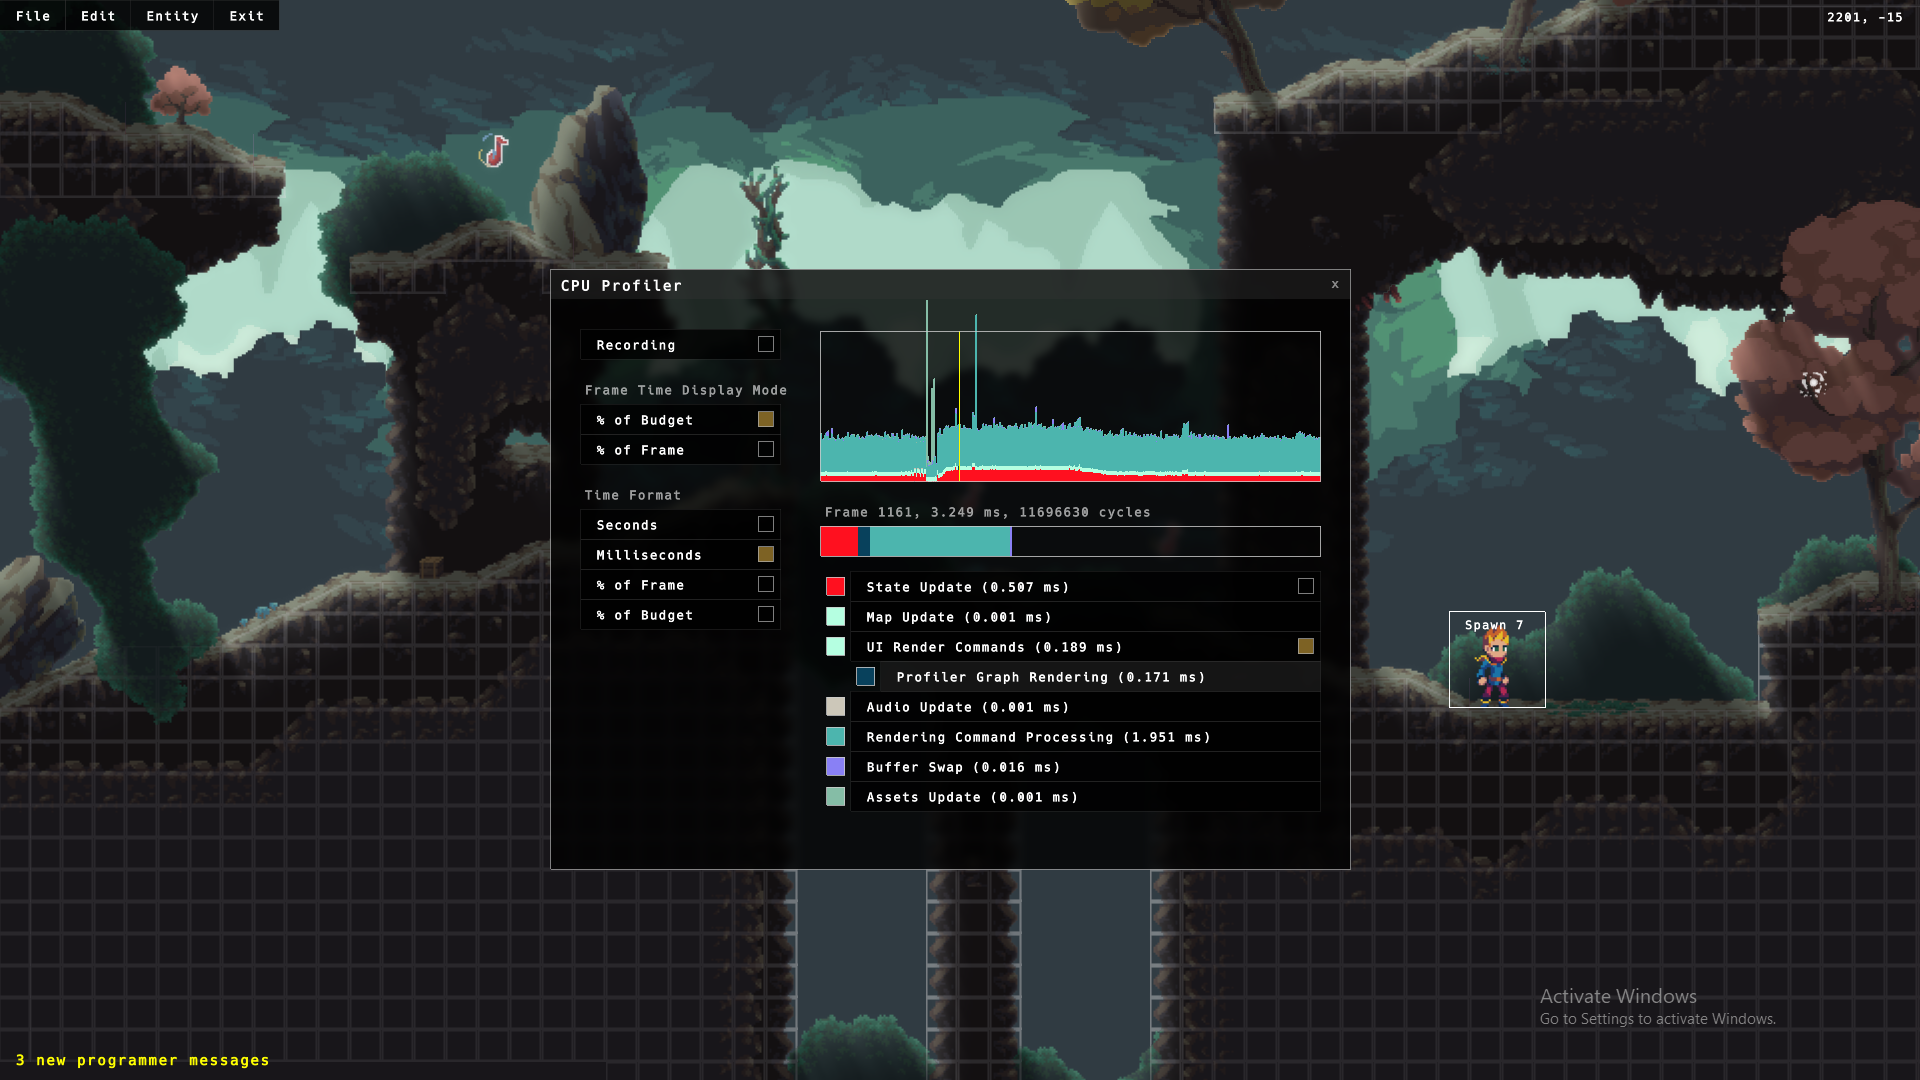 File Edit Entity Exit
2201, -15
CPU Profiler x
Recording
Frame Time Display Mode
% of Budget
% of Frame
Time Format
Seconds
Milliseconds
% of Frame
% of Budget
Frame 1161, 3.249 ms, 11696630 cycles
State Update (0.507 ms)
Map Update (0.001 ms)
UI Render Commands (0.189 ms)
Profiler Graph Rendering (0.171 ms)
Audio Update (0.001 ms)
Rendering Command Processing (1.951 ms)
Buffer Swap (0.016 ms)
Assets Update (0.001 ms)
Spawn 7
Activate Windows
Go to Settings to activate Windows.
3 new programmer messages